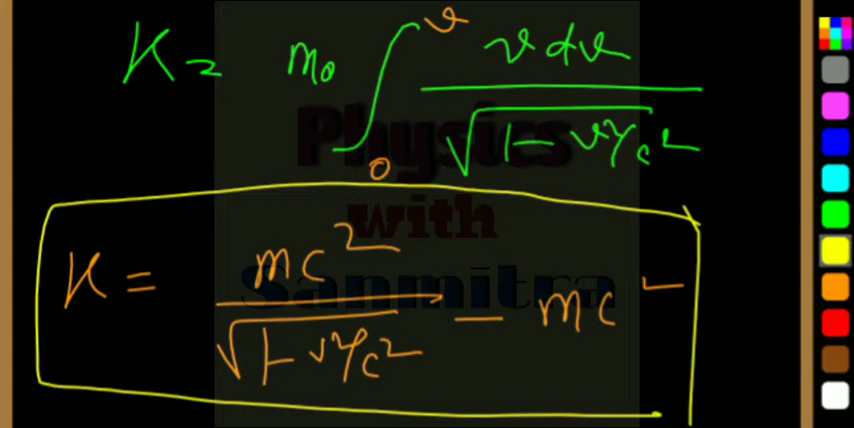 K = m₀ ∫₀^v v dv / √(1 - v²/c²)
Physics
with
Sanmitra
K = mc² / √(1 - v²/c²) - mc²